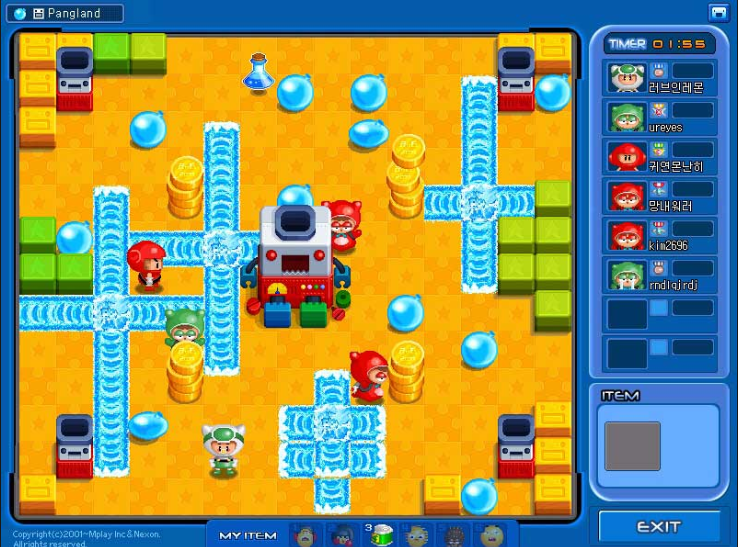 Pangland
TIMER 01:55
러브인레몬
ureyes
귀연몬난히
망내워러
kim2696
rndlqjrdj
ITEM
3
MY ITEM
EXIT
Copyright(c)2001~Mplay Inc & Nexon.
All rights reserved.